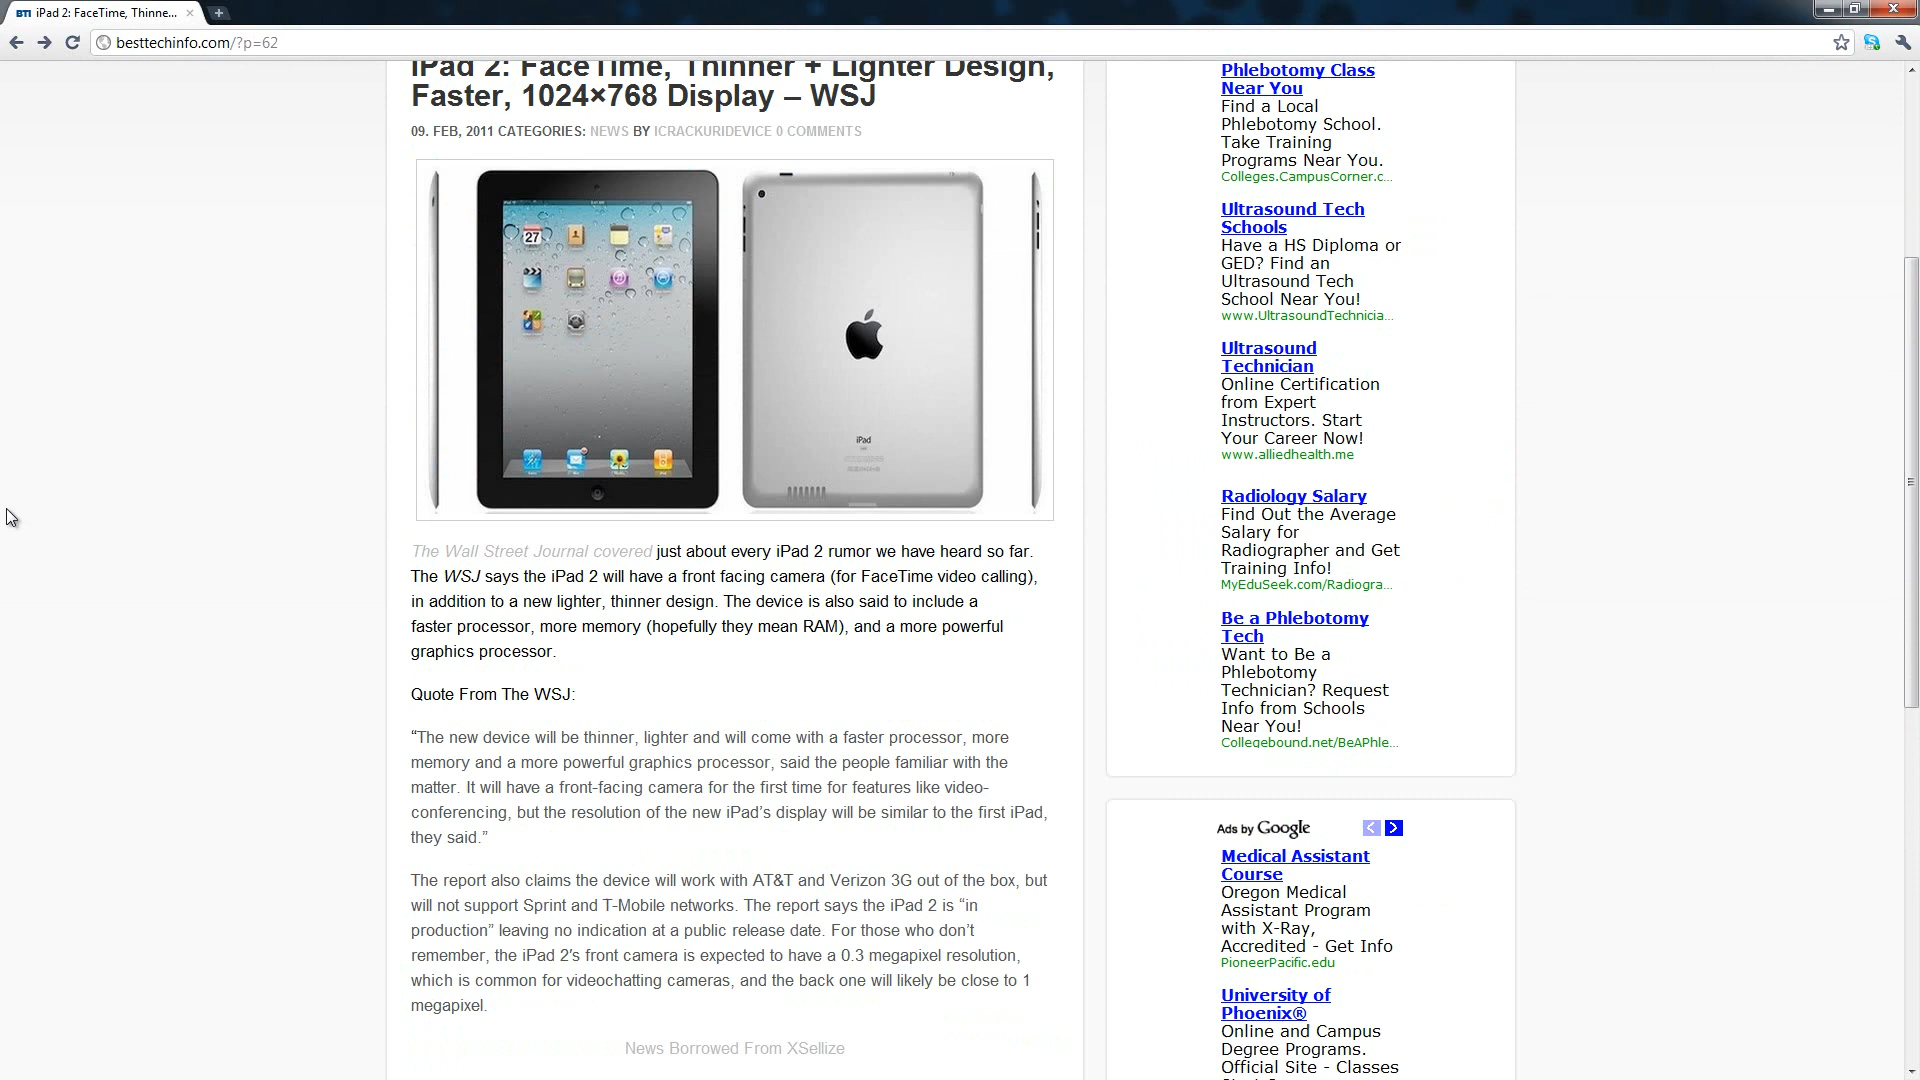 BTI iPad 2: FaceTime, Thinne...
besttechinfo.com/?p=62
iPad 2: FaceTime, Thinner + Lighter Design,
Faster, 1024×768 Display – WSJ
09. FEB, 2011 CATEGORIES: NEWS BY ICRACKURIDEVICE 0 COMMENTS
27
iPad
The Wall Street Journal covered just about every iPad 2 rumor we have heard so far.
The WSJ says the iPad 2 will have a front facing camera (for FaceTime video calling),
in addition to a new lighter, thinner design. The device is also said to include a
faster processor, more memory (hopefully they mean RAM), and a more powerful
graphics processor.
Quote From The WSJ:
“The new device will be thinner, lighter and will come with a faster processor, more
memory and a more powerful graphics processor, said the people familiar with the
matter. It will have a front-facing camera for the first time for features like video-
conferencing, but the resolution of the new iPad’s display will be similar to the first iPad,
they said.”
The report also claims the device will work with AT&T and Verizon 3G out of the box, but
will not support Sprint and T-Mobile networks. The report says the iPad 2 is “in
production” leaving no indication at a public release date. For those who don’t
remember, the iPad 2′s front camera is expected to have a 0.3 megapixel resolution,
which is common for videochatting cameras, and the back one will likely be close to 1
megapixel.
News Borrowed From XSellize
Phlebotomy Class
Near You
Find a Local
Phlebotomy School.
Take Training
Programs Near You.
Colleges.CampusCorner.c...
Ultrasound Tech
Schools
Have a HS Diploma or
GED? Find an
Ultrasound Tech
School Near You!
www.UltrasoundTechnicia...
Ultrasound
Technician
Online Certification
from Expert
Instructors. Start
Your Career Now!
www.alliedhealth.me
Radiology Salary
Find Out the Average
Salary for
Radiographer and Get
Training Info!
MyEduSeek.com/Radiogra...
Be a Phlebotomy
Tech
Want to Be a
Phlebotomy
Technician? Request
Info from Schools
Near You!
Collegebound.net/BeAPhle...
Ads by Google
Medical Assistant
Course
Oregon Medical
Assistant Program
with X-Ray,
Accredited - Get Info
PioneerPacific.edu
University of
Phoenix®
Online and Campus
Degree Programs.
Official Site - Classes